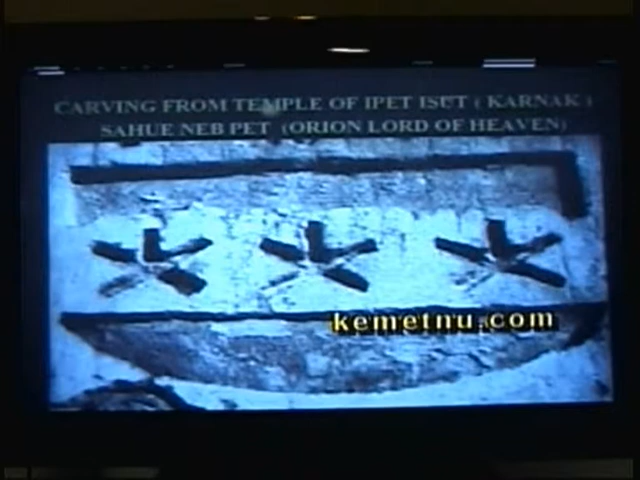 CARVING FROM TEMPLE OF IPET ISUT ( KARNAK )
SAHUE NEB PET (ORION LORD OF HEAVEN)
kemetnu.com